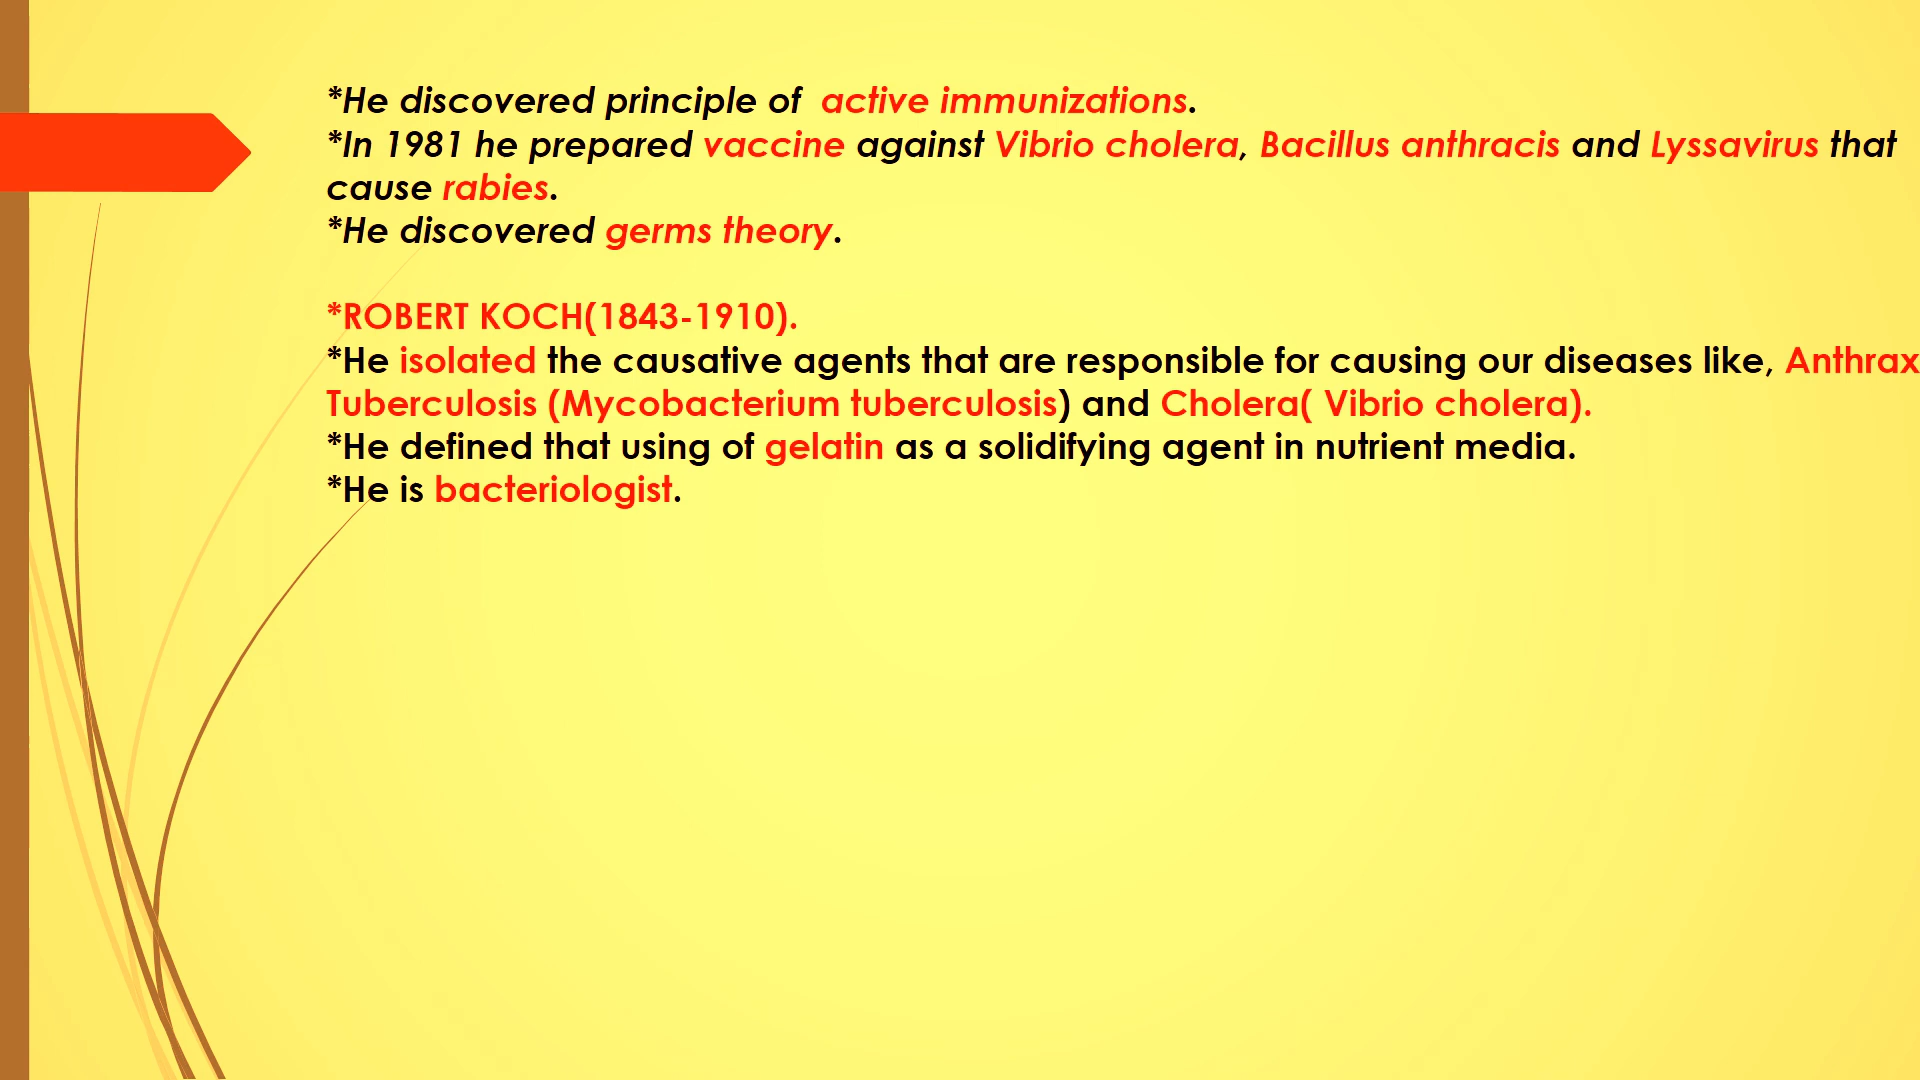 *He discovered principle of  active immunizations.
*In 1981 he prepared vaccine against Vibrio cholera, Bacillus anthracis and Lyssavirus that
cause rabies.
*He discovered germs theory.
*ROBERT KOCH(1843-1910).
*He isolated the causative agents that are responsible for causing our diseases like, Anthrax
Tuberculosis (Mycobacterium tuberculosis) and Cholera( Vibrio cholera).
*He defined that using of gelatin as a solidifying agent in nutrient media.
*He is bacteriologist.